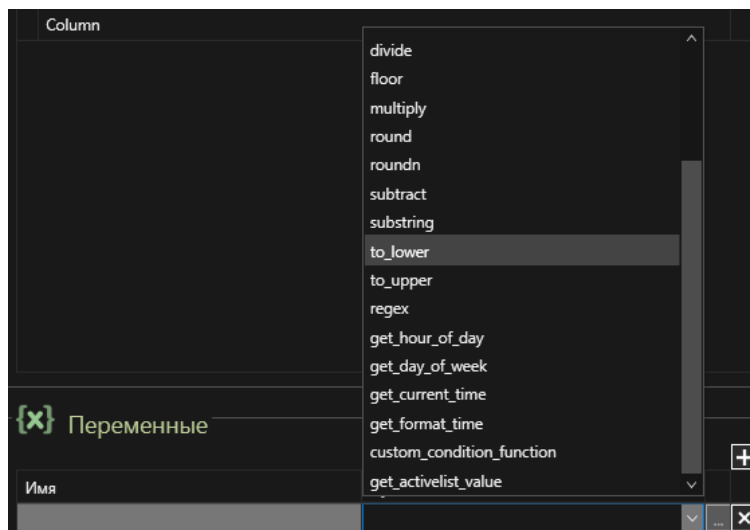 Column
divide
floor
multiply
round
roundn
subtract
substring
to_lower
to_upper
regex
get_hour_of_day
get_day_of_week
get_current_time
get_format_time
custom_condition_function
get_activelist_value
{x} Переменные
Имя
...